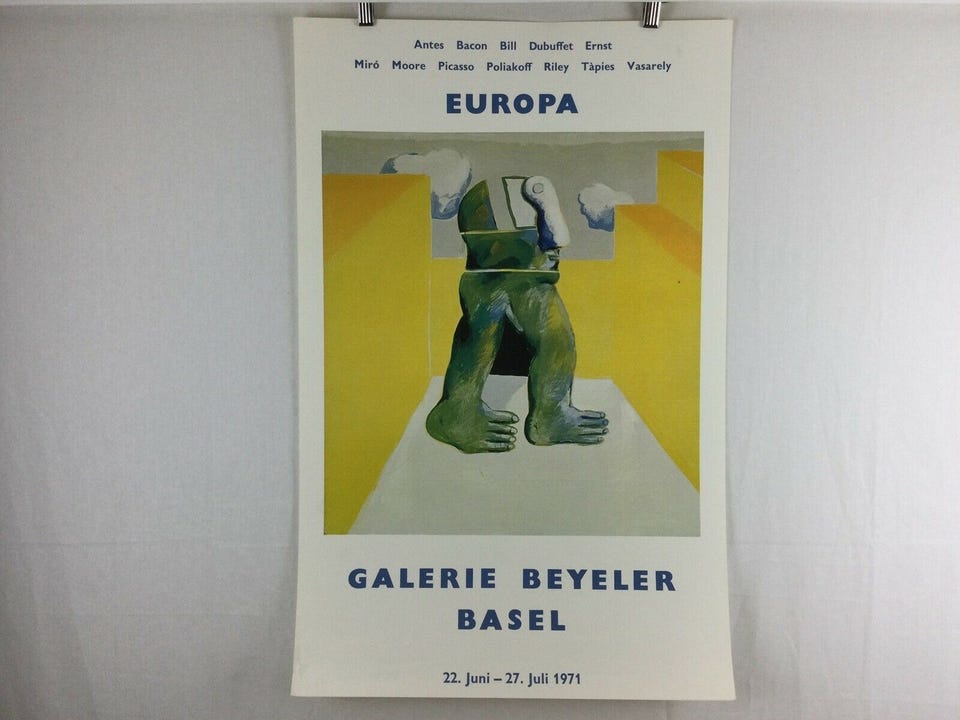 Antes Bacon Bill Dubuffet Ernst
Miró Moore Picasso Poliakoff Riley Tàpies Vasarely
EUROPA
GALERIE BEYELER
BASEL
22. Juni – 27. Juli 1971